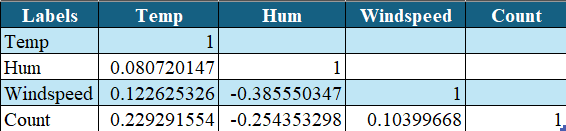 Labels Temp Hum Windspeed Count
Temp 1
Hum 0.080720147 1
Windspeed 0.122625326 -0.385550347 1
Count 0.229291554 -0.254353298 0.10399668 1